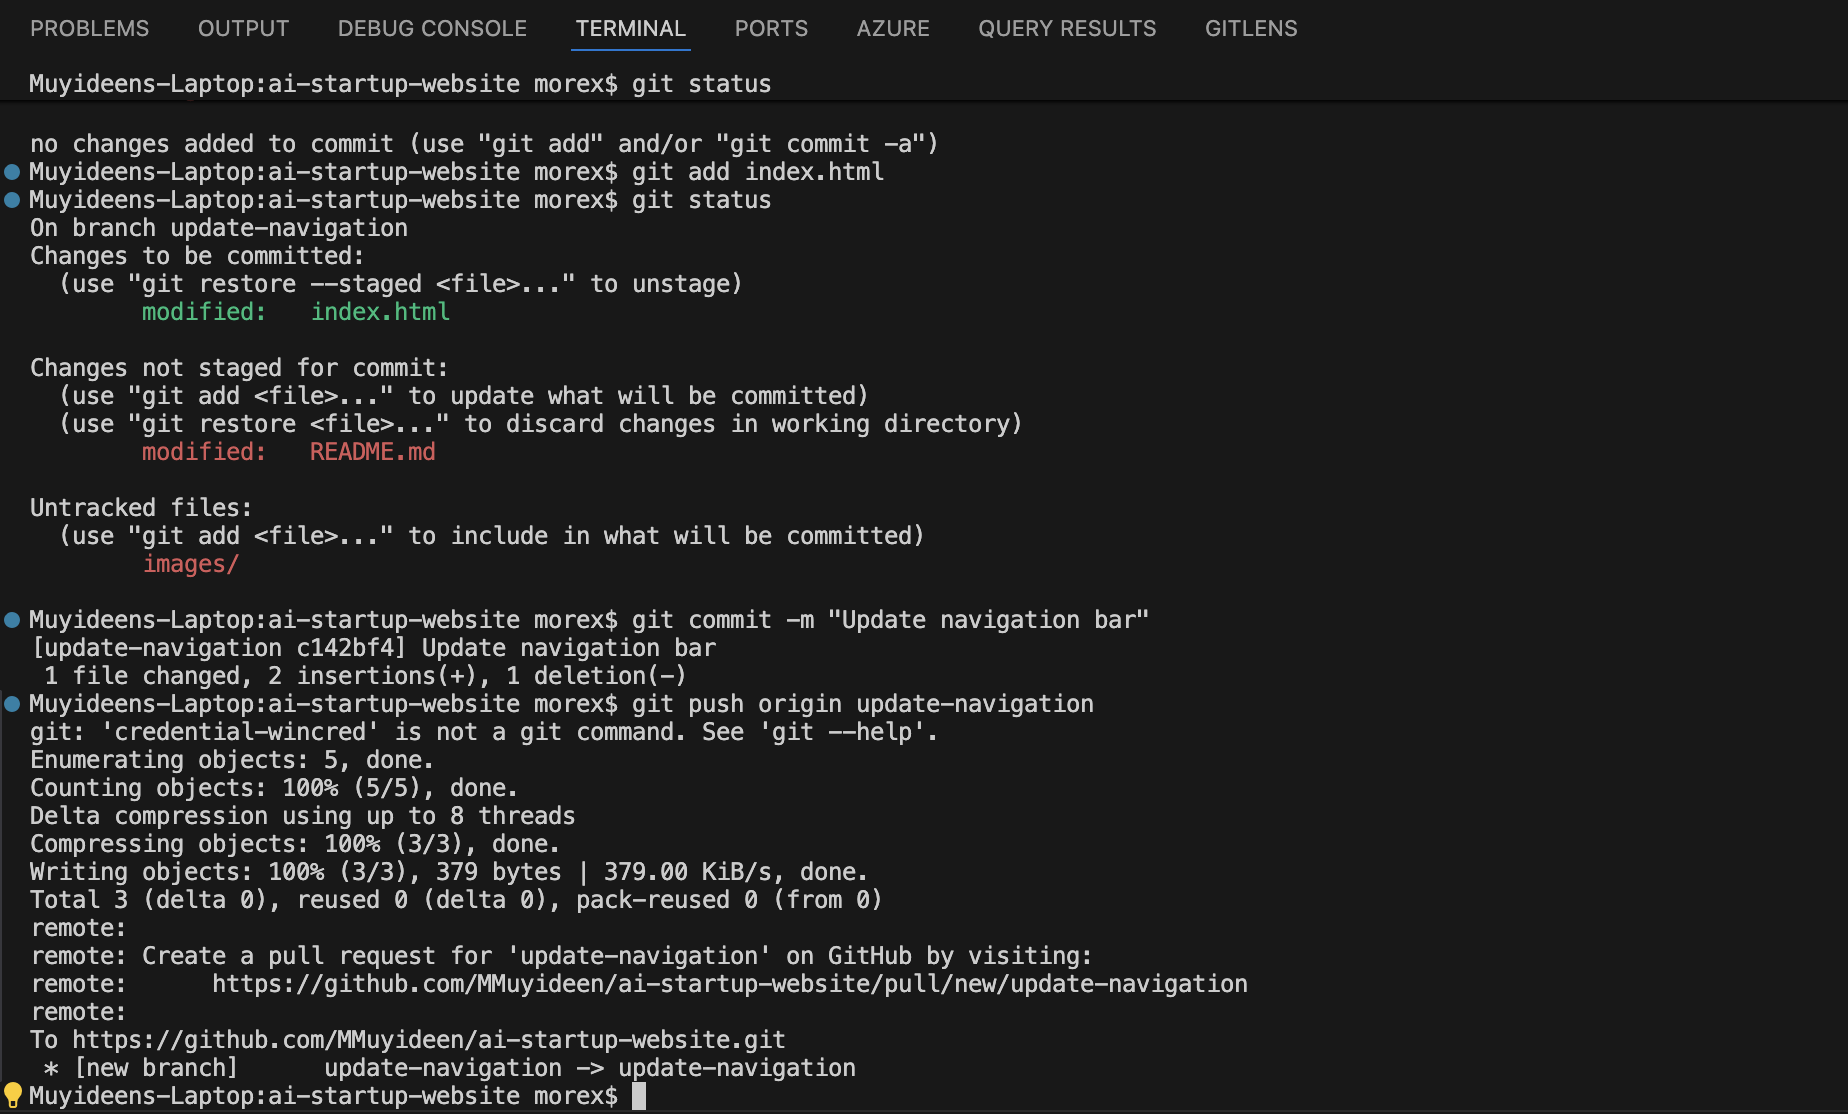 PROBLEMS OUTPUT DEBUG CONSOLE TERMINAL PORTS AZURE QUERY RESULTS GITLENS
Muyideens-Laptop:ai-startup-website morex$ git status
no changes added to commit (use "git add" and/or "git commit -a")
Muyideens-Laptop:ai-startup-website morex$ git add index.html
Muyideens-Laptop:ai-startup-website morex$ git status
On branch update-navigation
Changes to be committed:
  (use "git restore --staged <file>..." to unstage)
        modified:   index.html

Changes not staged for commit:
  (use "git add <file>..." to update what will be committed)
  (use "git restore <file>..." to discard changes in working directory)
        modified:   README.md

Untracked files:
  (use "git add <file>..." to include in what will be committed)
        images/

Muyideens-Laptop:ai-startup-website morex$ git commit -m "Update navigation bar"
[update-navigation c142bf4] Update navigation bar
 1 file changed, 2 insertions(+), 1 deletion(-)
Muyideens-Laptop:ai-startup-website morex$ git push origin update-navigation
git: 'credential-wincred' is not a git command. See 'git --help'.
Enumerating objects: 5, done.
Counting objects: 100% (5/5), done.
Delta compression using up to 8 threads
Compressing objects: 100% (3/3), done.
Writing objects: 100% (3/3), 379 bytes | 379.00 KiB/s, done.
Total 3 (delta 0), reused 0 (delta 0), pack-reused 0 (from 0)
remote:
remote: Create a pull request for 'update-navigation' on GitHub by visiting:
remote:      https://github.com/MMuyideen/ai-startup-website/pull/new/update-navigation
remote:
To https://github.com/MMuyideen/ai-startup-website.git
 * [new branch]      update-navigation -> update-navigation
Muyideens-Laptop:ai-startup-website morex$